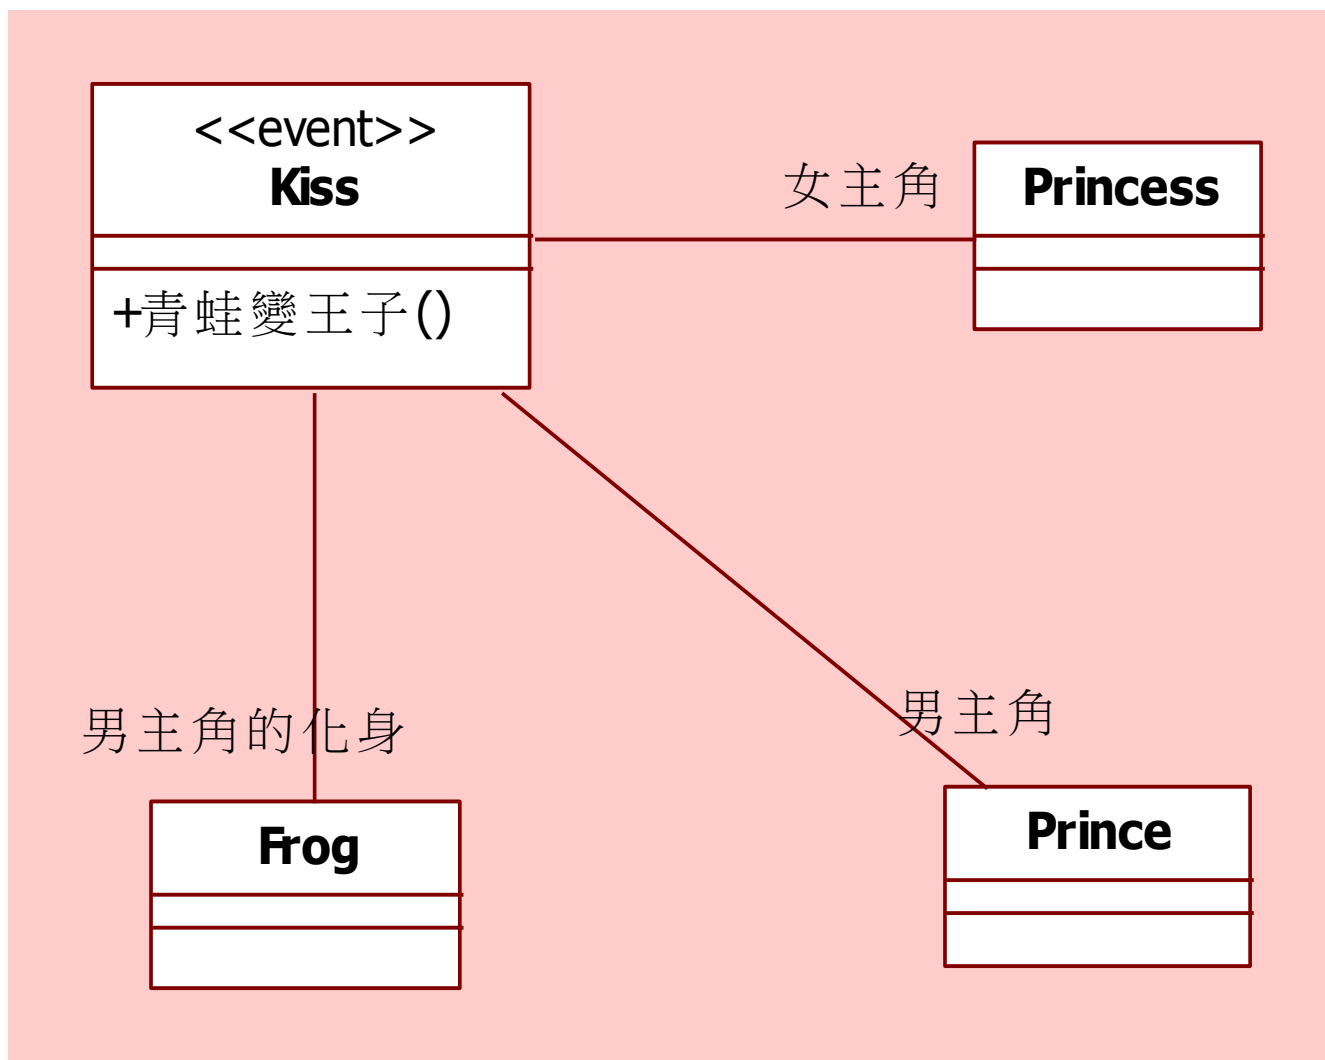 <<event>>
Kiss
+青蛙變王子()
女主角
Princess
男主角的化身
Frog
男主角
Prince